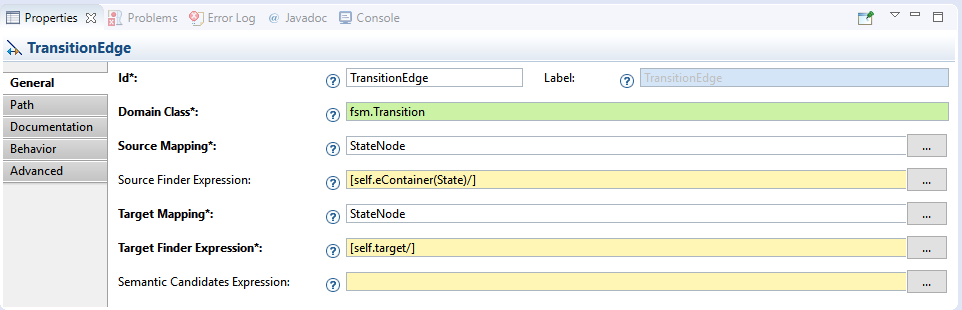 Properties Problems Error Log @ Javadoc Console
TransitionEdge
General
Path
Documentation
Behavior
Advanced
Id*: ? TransitionEdge Label: ? TransitionEdge
Domain Class*: ? fsm.Transition
Source Mapping*: ? StateNode ...
Source Finder Expression: ? [self.eContainer(State)/] ...
Target Mapping*: ? StateNode ...
Target Finder Expression*: ? [self.target/] ...
Semantic Candidates Expression: ? ...